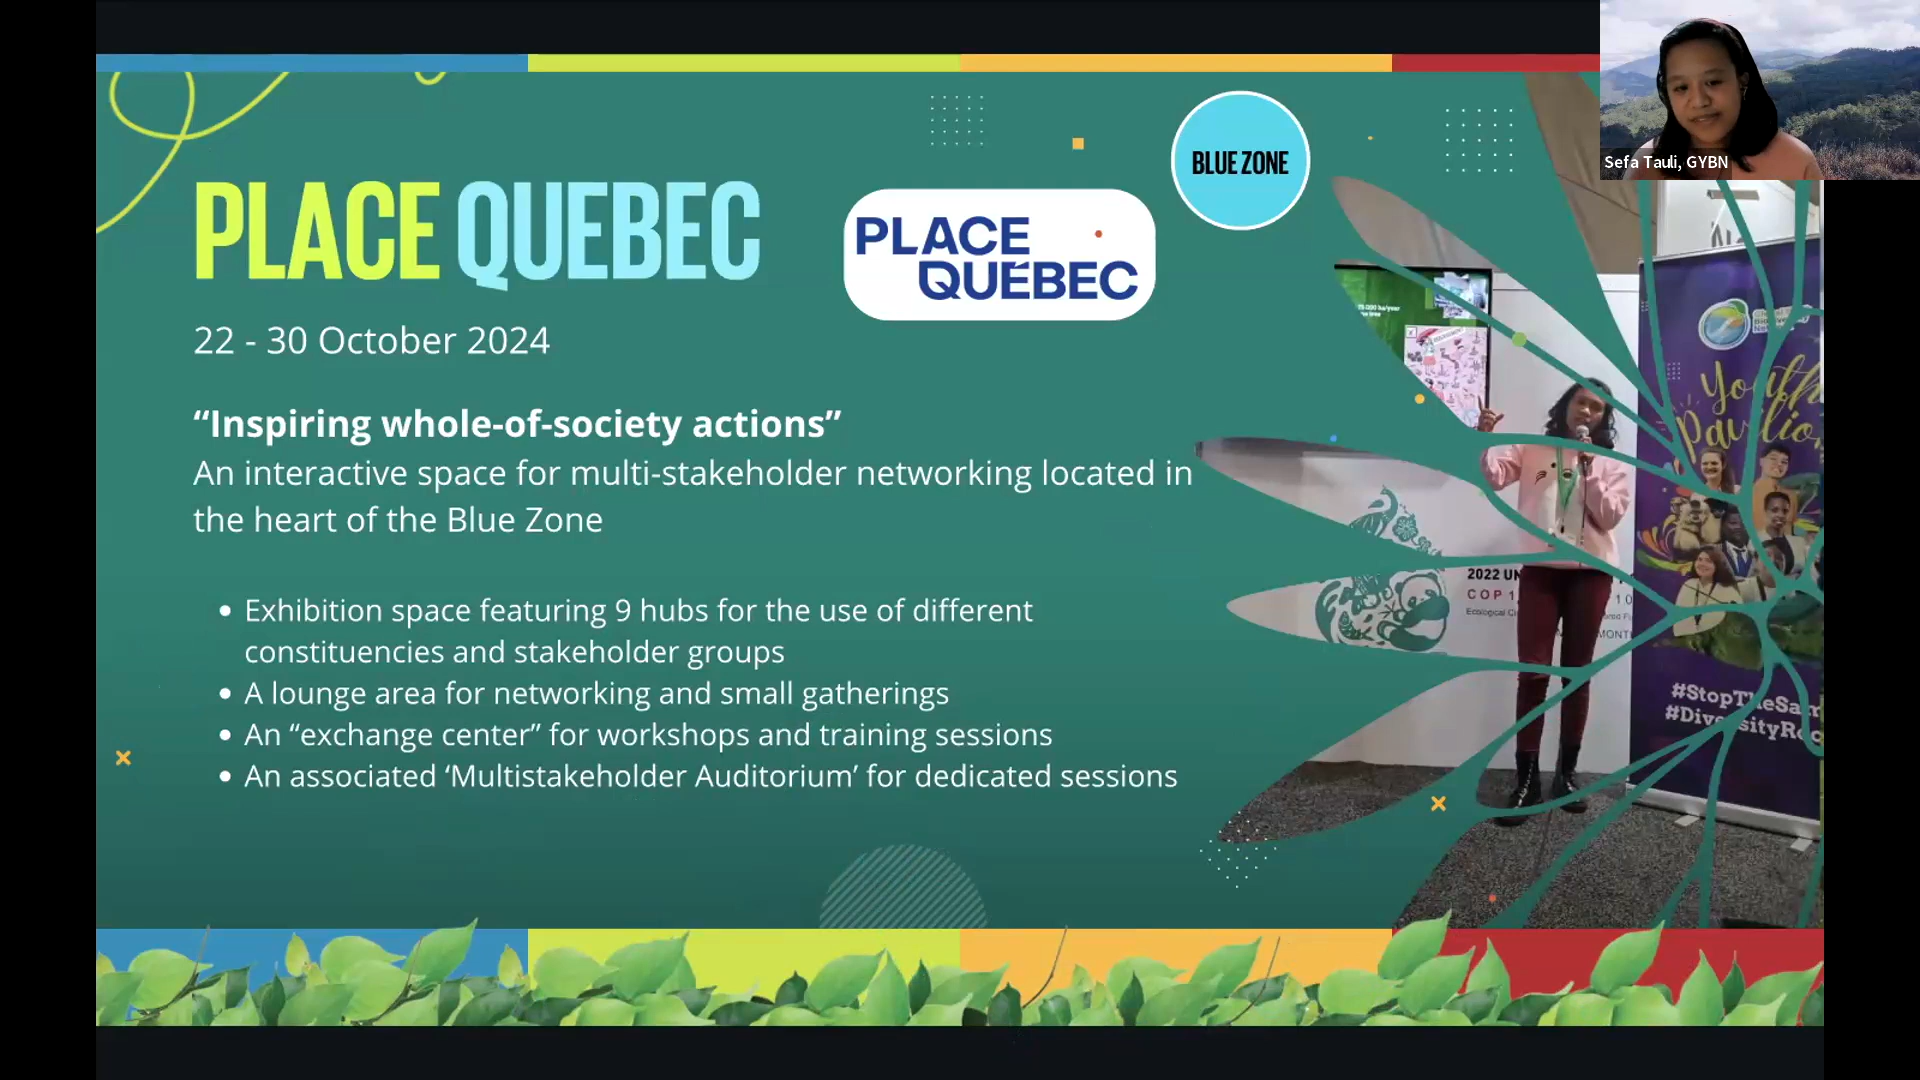 BLUE ZONE
Sefa Tauli, GYBN
PLACE QUEBEC
PLACE
QUÉBEC
22 - 30 October 2024
“Inspiring whole-of-society actions”
An interactive space for multi-stakeholder networking located in
the heart of the Blue Zone
• Exhibition space featuring 9 hubs for the use of different
constituencies and stakeholder groups
• A lounge area for networking and small gatherings
• An “exchange center” for workshops and training sessions
• An associated ‘Multistakeholder Auditorium’ for dedicated sessions
Youth
Pavilion
2022 UN
COP 1
Ecological Ci
MONT
#StopTheSam
#DiversityRo